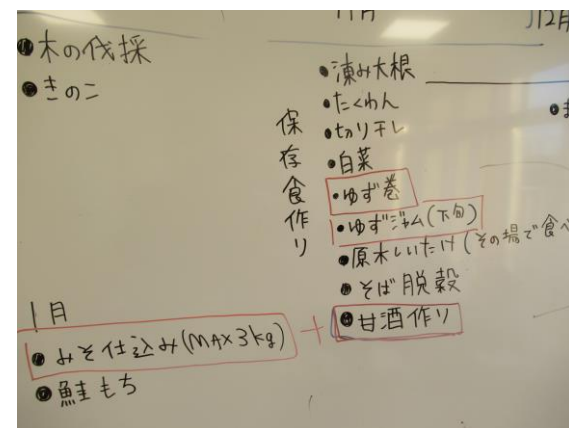 11月
12月
●木の伐採
●きのこ
保存食作り
●凍み大根
●たくわん
●切り干し
●白菜
●ゆず巻
●ゆずジャム(下旬)
●原木しいたけ(その場で食べ
●そば脱穀
●甘酒作り
1月
●みそ仕込み(MAX3kg)
+
●鮭もち